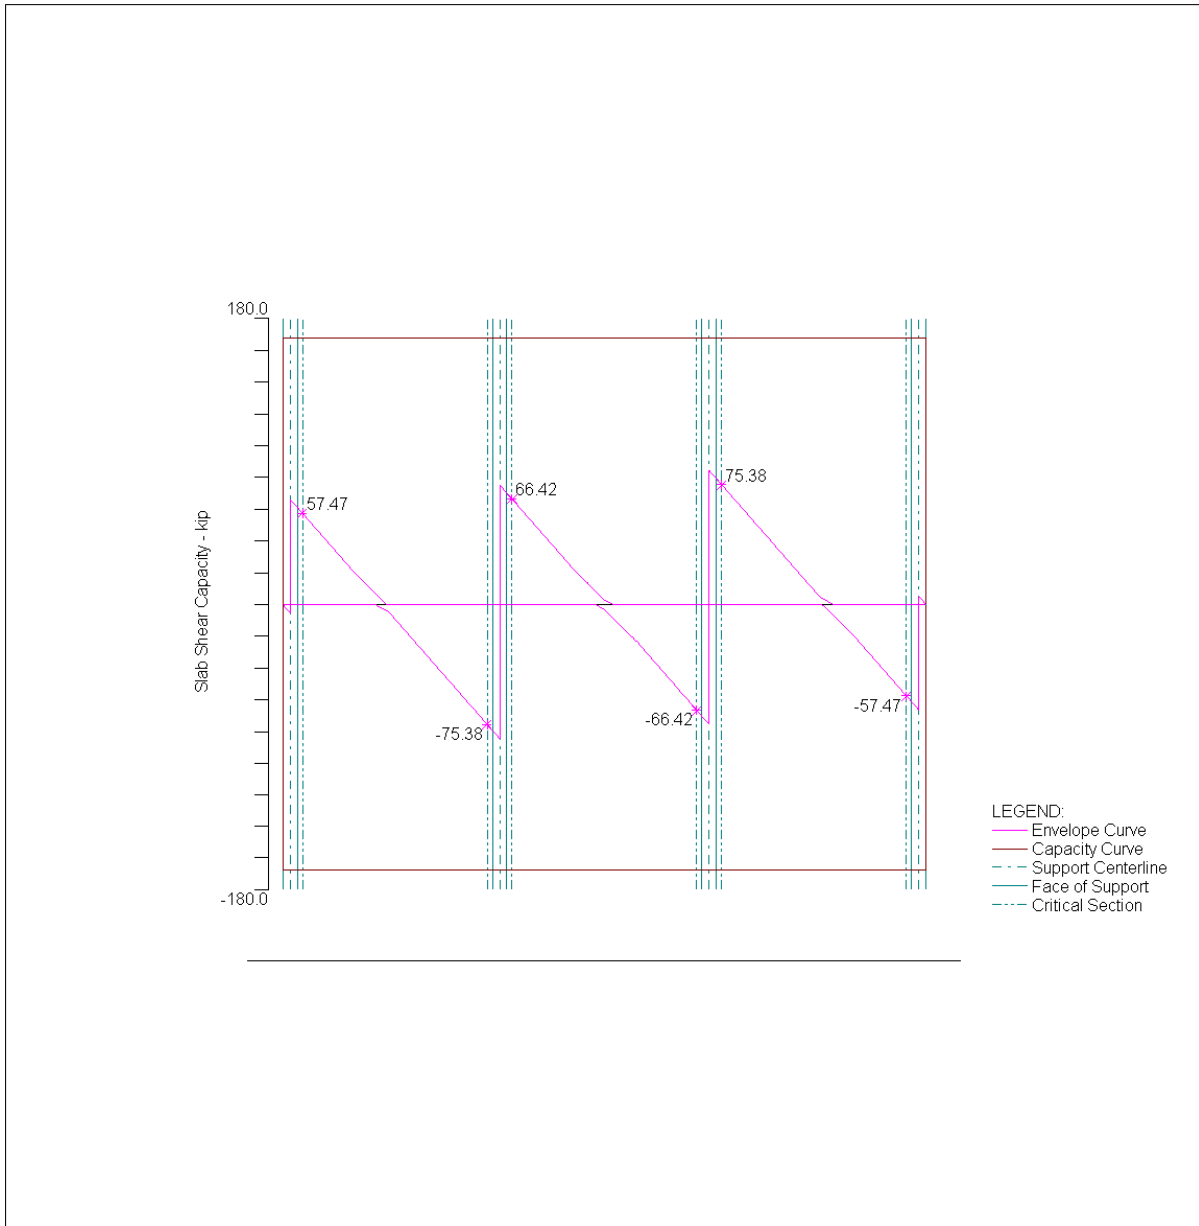 180.0
75.38
66.42
57.47
Slab Shear Capacity - kip
-57.47
-66.42
-75.38
LEGEND:
Envelope Curve
Capacity Curve
Support Centerline
Face of Support
-180.0
Critical Section